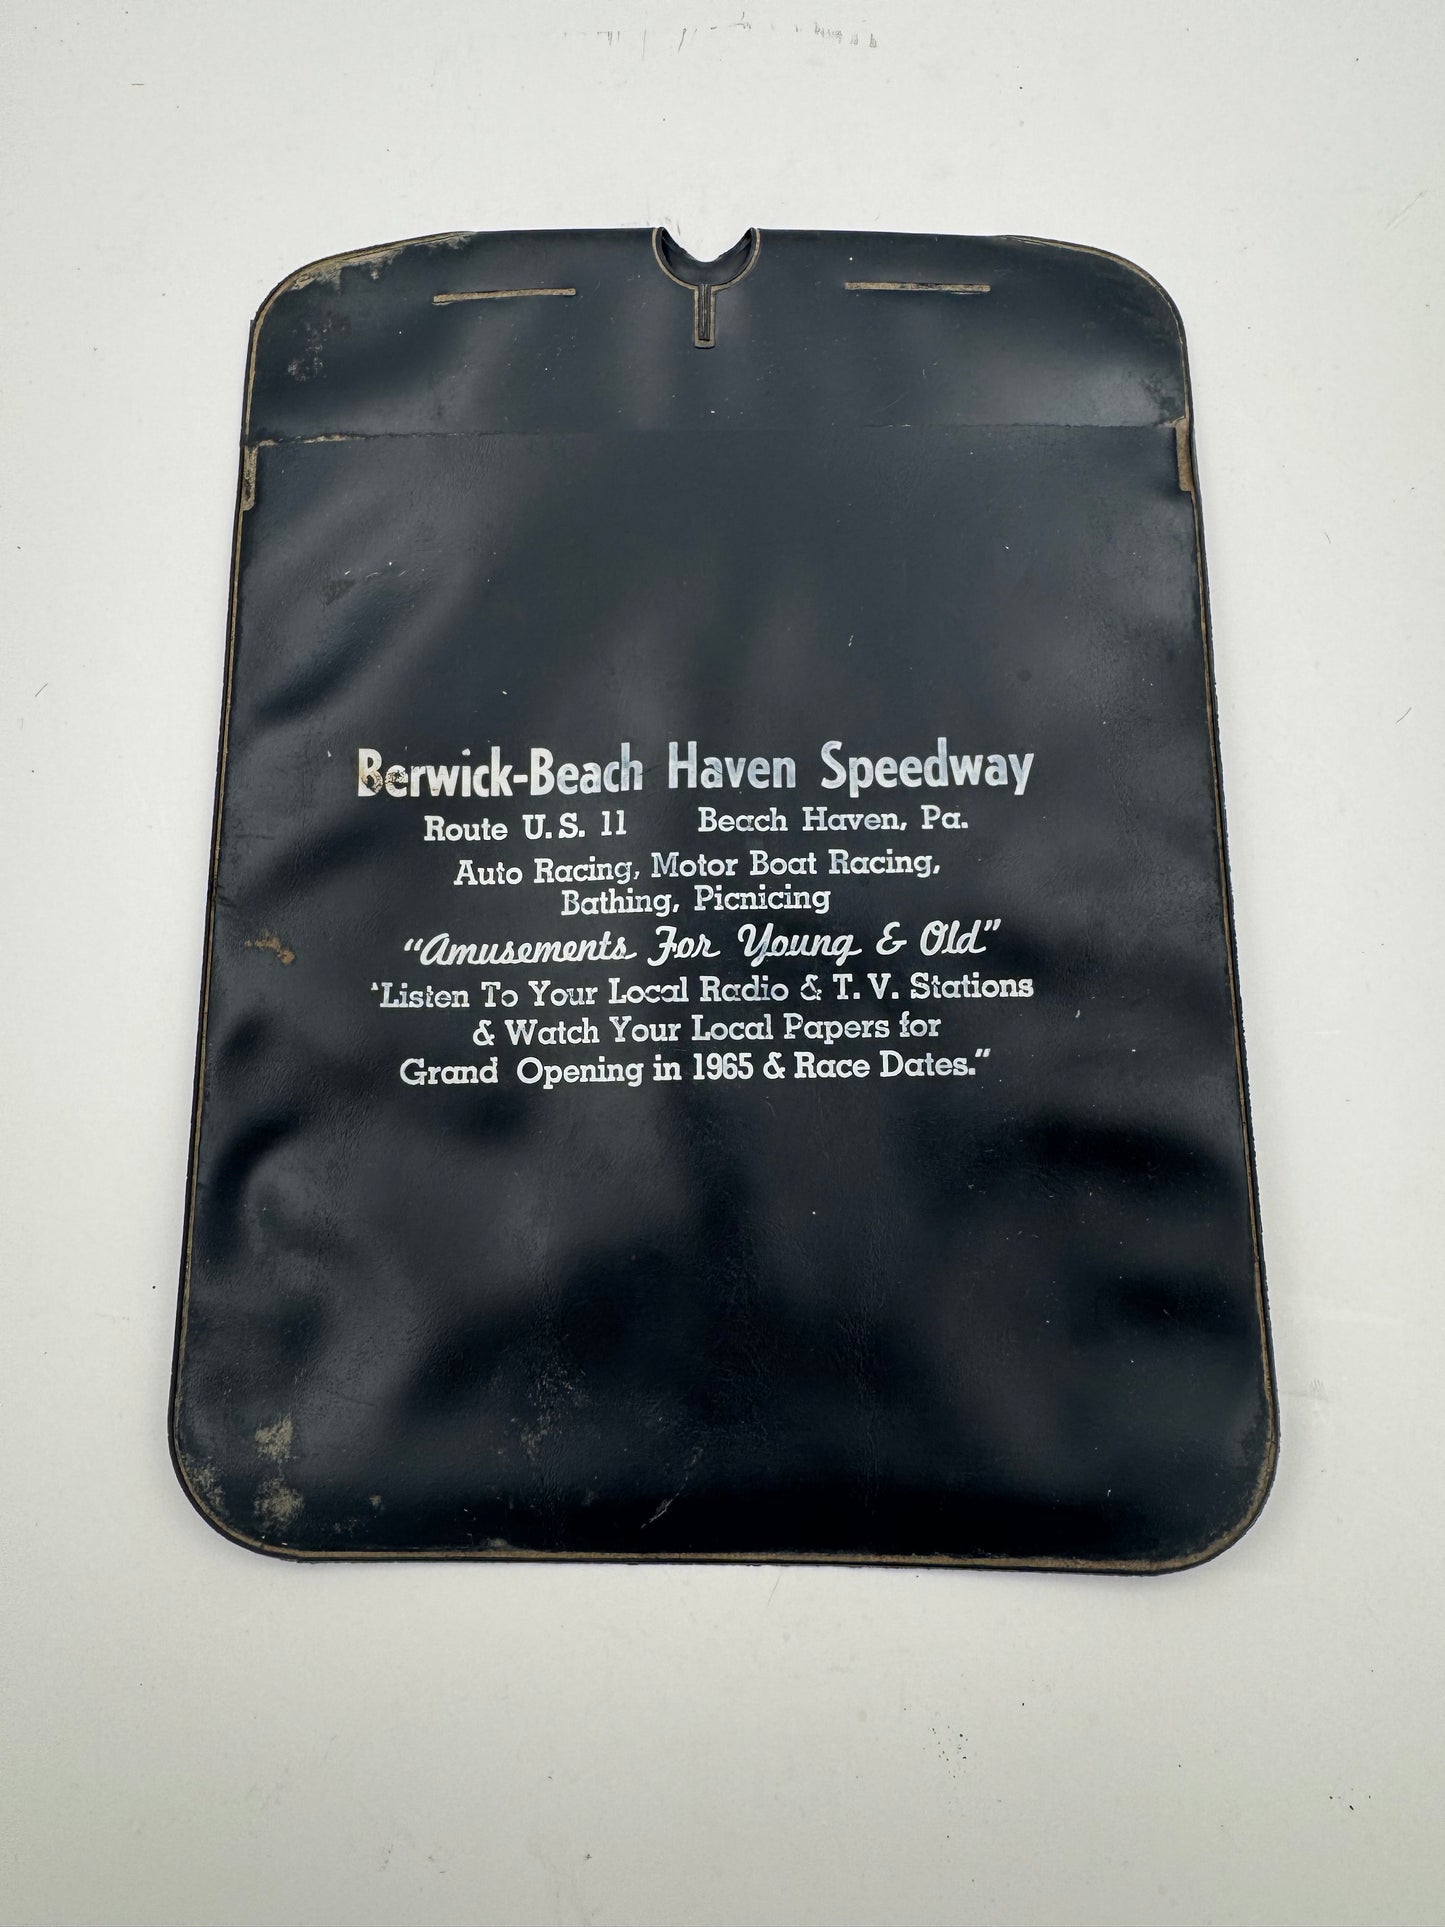 Berwick-Beach Haven Speedway
Route U.S. 11 Beach Haven, Pa.
Auto Racing, Motor Boat Racing,
Bathing, Picnicing
"Amusements For Young & Old"
"Listen To Your Local Radio & T.V. Stations
& Watch Your Local Papers for
Grand Opening in 1965 & Race Dates."